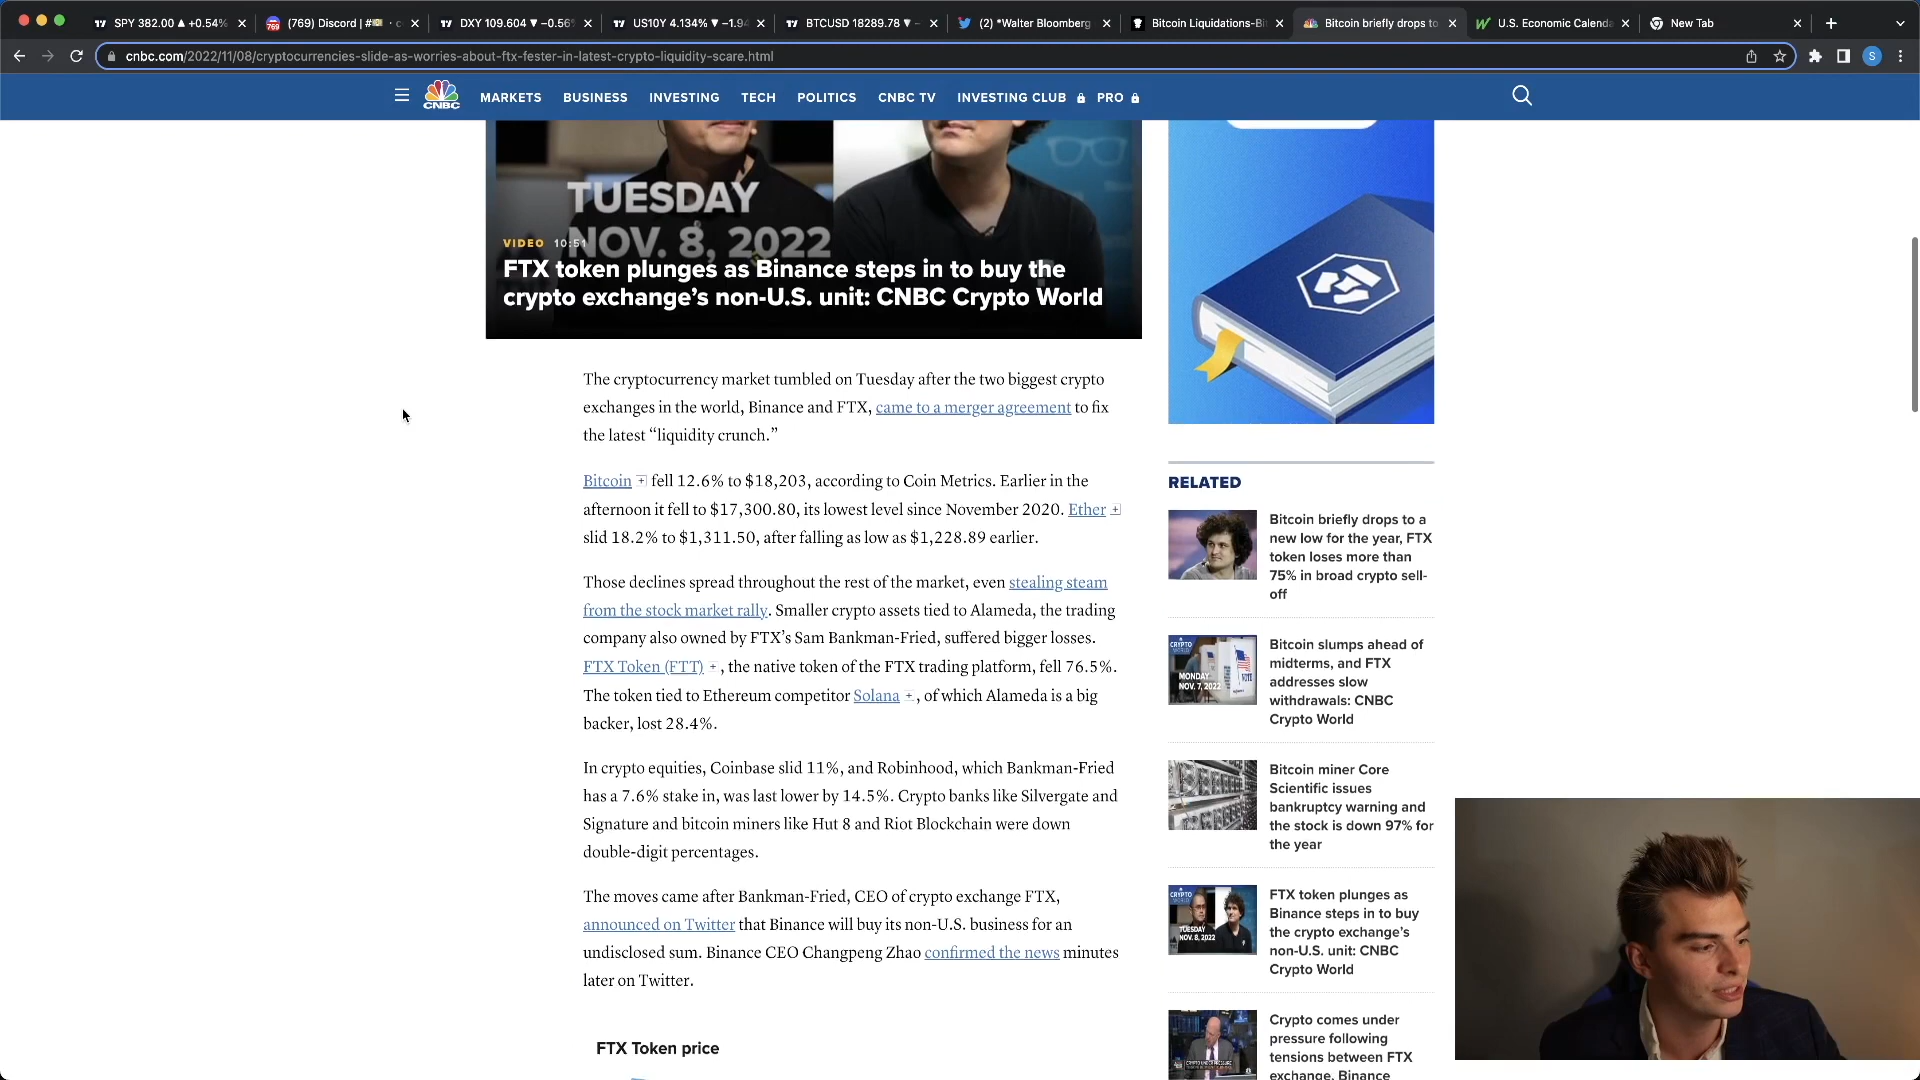 SPY 382.00 ▲ +0.54%
(769) Discord | #
DXY 109.604 ▼ −0.56
US10Y 4.134% ▼ −1.9
BTCUSD 18289.78 ▼
(2) *Walter Bloomberg
Bitcoin Liquidations-Bi
Bitcoin briefly drops to
U.S. Economic Calenda
New Tab
cnbc.com/2022/11/08/cryptocurrencies-slide-as-worries-about-ftx-fester-in-latest-crypto-liquidity-scare.html
S
CNBC
MARKETS BUSINESS INVESTING TECH POLITICS CNBC TV INVESTING CLUB PRO
TUESDAY
NOV. 8, 2022
VIDEO 10:51
FTX token plunges as Binance steps in to buy the
crypto exchange’s non-U.S. unit: CNBC Crypto World
The cryptocurrency market tumbled on Tuesday after the two biggest crypto
exchanges in the world, Binance and FTX, came to a merger agreement to fix
the latest “liquidity crunch.”
Bitcoin + fell 12.6% to $18,203, according to Coin Metrics. Earlier in the
afternoon it fell to $17,300.80, its lowest level since November 2020. Ether +
slid 18.2% to $1,311.50, after falling as low as $1,228.89 earlier.
Those declines spread throughout the rest of the market, even stealing steam
from the stock market rally. Smaller crypto assets tied to Alameda, the trading
company also owned by FTX’s Sam Bankman-Fried, suffered bigger losses.
FTX Token (FTT) + , the native token of the FTX trading platform, fell 76.5%.
The token tied to Ethereum competitor Solana + , of which Alameda is a big
backer, lost 28.4%.
In crypto equities, Coinbase slid 11%, and Robinhood, which Bankman-Fried
has a 7.6% stake in, was last lower by 14.5%. Crypto banks like Silvergate and
Signature and bitcoin miners like Hut 8 and Riot Blockchain were down
double-digit percentages.
The moves came after Bankman-Fried, CEO of crypto exchange FTX,
announced on Twitter that Binance will buy its non-U.S. business for an
undisclosed sum. Binance CEO Changpeng Zhao confirmed the news minutes
later on Twitter.
FTX Token price
RELATED
Bitcoin briefly drops to a
new low for the year, FTX
token loses more than
75% in broad crypto sell-
off
CRYPTO
WORLD
MONDAY
NOV. 7, 2022
VOTE
Bitcoin slumps ahead of
midterms, and FTX
addresses slow
withdrawals: CNBC
Crypto World
Bitcoin miner Core
Scientific issues
bankruptcy warning and
the stock is down 97% for
the year
CRYPTO
WORLD
TUESDAY
NOV. 8, 2022
FTX token plunges as
Binance steps in to buy
the crypto exchange’s
non-U.S. unit: CNBC
Crypto World
Crypto comes under
pressure following
tensions between FTX
exchange, Binance